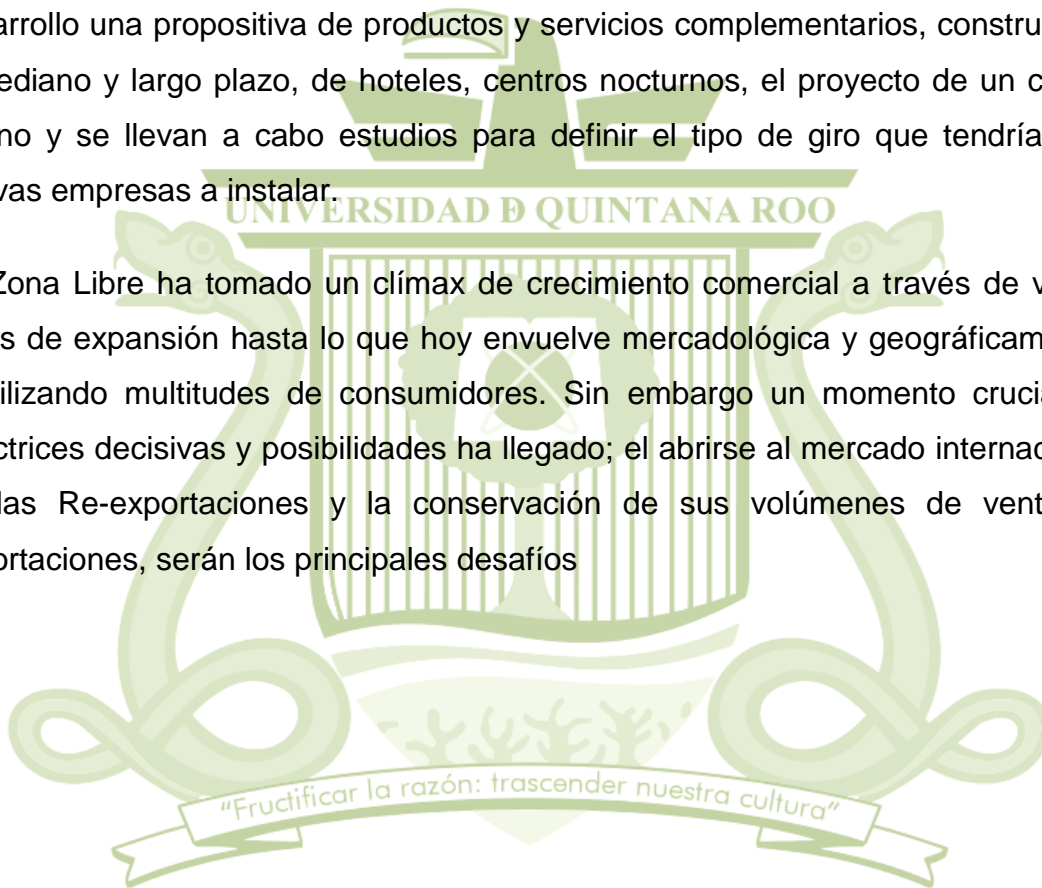 arrollo una propositiva de productos y servicios complementarios, constru
ediano y largo plazo, de hoteles, centros nocturnos, el proyecto de un c
no y se llevan a cabo estudios para definir el tipo de giro que tendría
vas empresas a instalar.
UNIVERSIDAD D QUINTANA ROO
Zona Libre ha tomado un clímax de crecimiento comercial a través de v
s de expansión hasta lo que hoy envuelve mercadológica y geográficam
ilizando multitudes de consumidores. Sin embargo un momento crucia
ctrices decisivas y posibilidades ha llegado; el abrirse al mercado internac
las Re-exportaciones y la conservación de sus volúmenes de vent
ortaciones, serán los principales desafíos
"Fructificar la razón: trascender nuestra cultura"